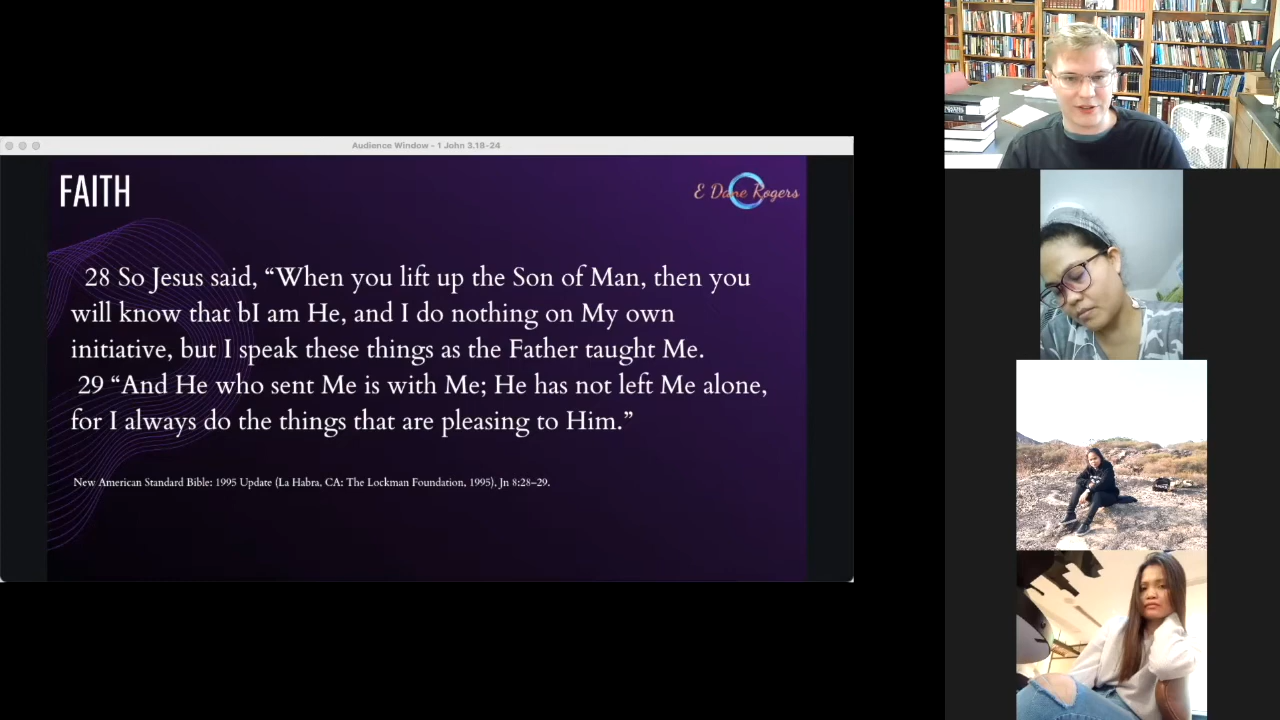 Audience Window - 1 John 3.18-24
FAITH
E Dane Rogers
28 So Jesus said, “When you lift up the Son of Man, then you
will know that bI am He, and I do nothing on My own
initiative, but I speak these things as the Father taught Me.
29 “And He who sent Me is with Me; He has not left Me alone,
for I always do the things that are pleasing to Him.”
New American Standard Bible: 1995 Update (La Habra, CA: The Lockman Foundation, 1995), Jn 8:28–29.